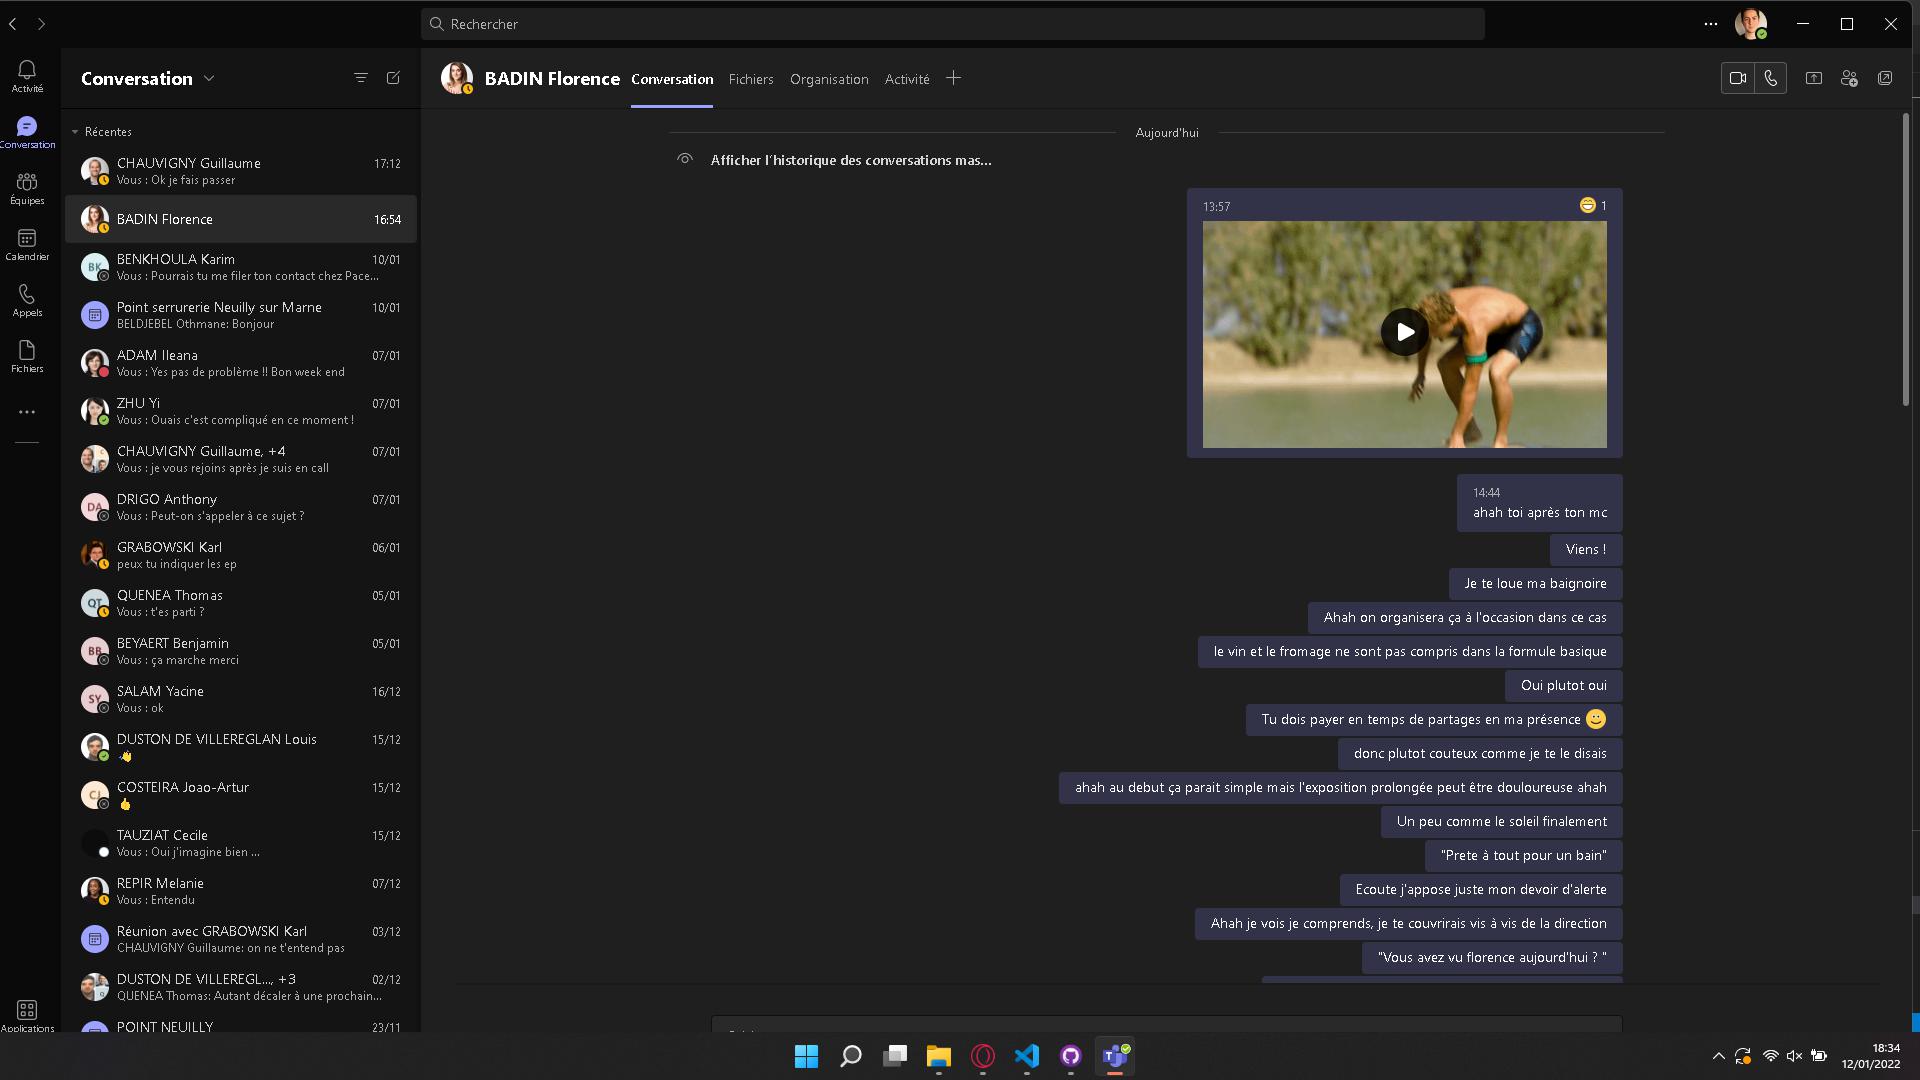 Rechercher
Activité
Conversation
Équipes
Calendrier
Appels
Fichiers
Applications
Conversation
Récentes
CHAUVIGNY Guillaume 17:12
Vous : Ok je fais passer
BADIN Florence 16:54
BK
BENKHOULA Karim 10/01
Vous : Pourrais tu me filer ton contact chez Pace...
Point serrurerie Neuilly sur Marne 10/01
BELDJEBEL Othmane: Bonjour
ADAM Ileana 07/01
Vous : Yes pas de problème !! Bon week end
ZHU Yi 07/01
Vous : Ouais c'est compliqué en ce moment !
CHAUVIGNY Guillaume, +4 07/01
Vous : je vous rejoins après je suis en call
DA
DRIGO Anthony 07/01
Vous : Peut-on s'appeler à ce sujet ?
GRABOWSKI Karl 06/01
peux tu indiquer les ep
QT
QUENEA Thomas 05/01
Vous : t'es parti ?
BB
BEYAERT Benjamin 05/01
Vous : ça marche merci
SY
SALAM Yacine 16/12
Vous : ok
DUSTON DE VILLEREGLAN Louis 15/12
👋
CJ
COSTEIRA Joao-Artur 15/12
👍
TAUZIAT Cecile 15/12
Vous : Oui j'imagine bien ...
REPIR Melanie 07/12
Vous : Entendu
Réunion avec GRABOWSKI Karl 03/12
CHAUVIGNY Guillaume: on ne t'entend pas
DUSTON DE VILLEREGL..., +3 02/12
QUENEA Thomas: Autant décaler à une prochain...
POINT NEUILLY 23/11
BADIN Florence Conversation Fichiers Organisation Activité
Aujourd'hui
Afficher l'historique des conversations mas...
13:57 😁 1
14:44
ahah toi après ton mc
Viens !
Je te loue ma baignoire
Ahah on organisera ça à l'occasion dans ce cas
le vin et le fromage ne sont pas compris dans la formule basique
Oui plutot oui
Tu dois payer en temps de partages en ma présence 🙂
donc plutot couteux comme je te le disais
ahah au debut ça parait simple mais l'exposition prolongée peut être douloureuse ahah
Un peu comme le soleil finalement
"Prete à tout pour un bain"
Ecoute j'appose juste mon devoir d'alerte
Ahah je vois je comprends, je te couvrirais vis à vis de la direction
"Vous avez vu florence aujourd'hui ? "
18:34
12/01/2022